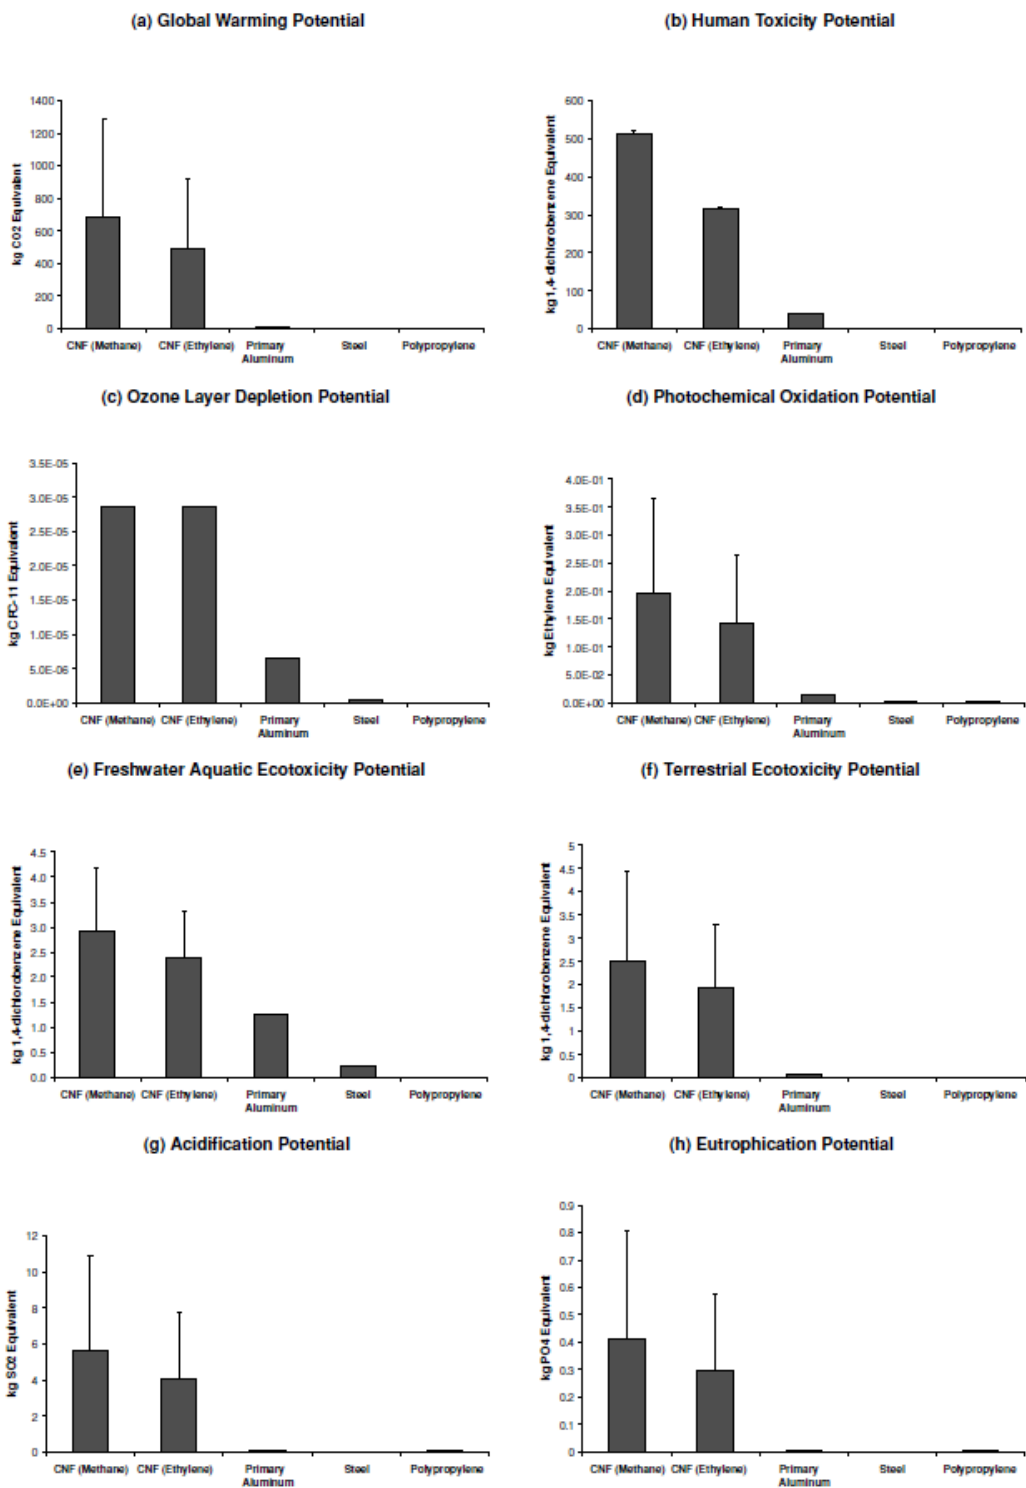 (a) Global Warming Potential
kg CO2 Equivalent
1400
1200
1000
800
600
400
200
0
CNF (Methane) CNF (Ethylene) Primary Aluminum Steel Polypropylene
(b) Human Toxicity Potential
kg 1,4-dichlorobenzene Equivalent
600
500
400
300
200
100
0
CNF (Methane) CNF (Ethylene) Primary Aluminum Steel Polypropylene
(c) Ozone Layer Depletion Potential
kg CFC-11 Equivalent
3.5E-05
3.0E-05
2.5E-05
2.0E-05
1.5E-05
1.0E-05
5.0E-06
0.0E+00
CNF (Methane) CNF (Ethylene) Primary Aluminum Steel Polypropylene
(d) Photochemical Oxidation Potential
kg Ethylene Equivalent
4.0E-01
3.5E-01
3.0E-01
2.5E-01
2.0E-01
1.5E-01
1.0E-01
5.0E-02
0.0E+00
CNF (Methane) CNF (Ethylene) Primary Aluminum Steel Polypropylene
(e) Freshwater Aquatic Ecotoxicity Potential
kg 1,4-dichlorobenzene Equivalent
4.5
4.0
3.5
3.0
2.5
2.0
1.5
1.0
0.5
0.0
CNF (Methane) CNF (Ethylene) Primary Aluminum Steel Polypropylene
(f) Terrestrial Ecotoxicity Potential
kg 1,4-dichlorobenzene Equivalent
5
4.5
4
3.5
3
2.5
2
1.5
1
0.5
0
CNF (Methane) CNF (Ethylene) Primary Aluminum Steel Polypropylene
(g) Acidification Potential
kg SO2 Equivalent
12
10
8
6
4
2
0
CNF (Methane) CNF (Ethylene) Primary Aluminum Steel Polypropylene
(h) Eutrophication Potential
kg PO4 Equivalent
0.9
0.8
0.7
0.6
0.5
0.4
0.3
0.2
0.1
0
CNF (Methane) CNF (Ethylene) Primary Aluminum Steel Polypropylene